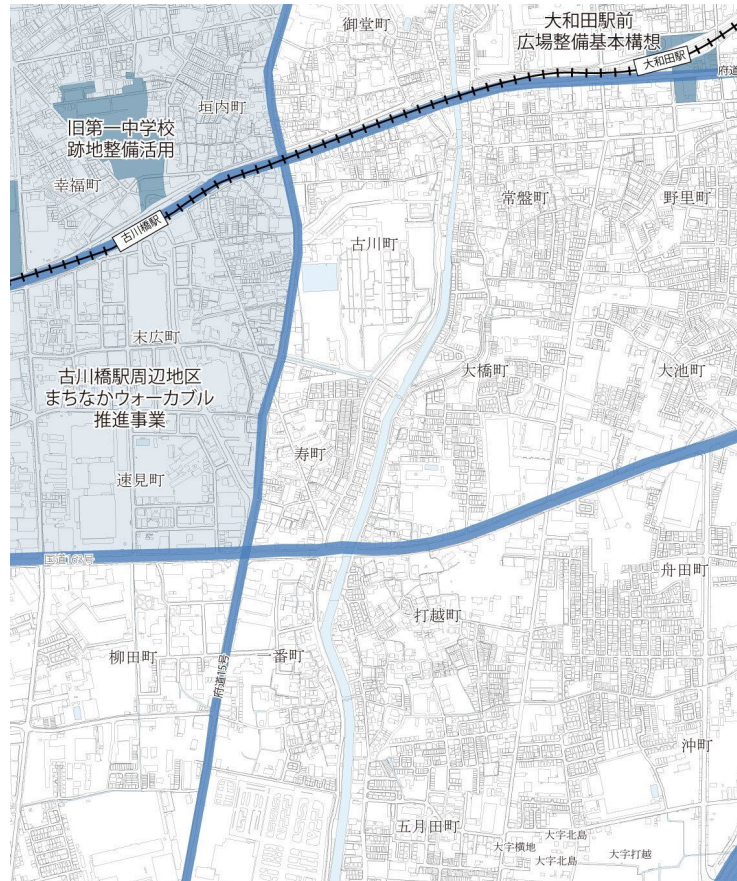 御堂町
大和田駅前
広場整備基本構想
大和田駅
府道
垣内町
旧第一中学校
跡地整備活用
幸福町
古川橋駅
常盤町
野里町
古川町
末広町
古川橋駅周辺地区
まちなかウォーカブル
推進事業
大橋町
大池町
寿町
速見町
国道163号
舟田町
打越町
柳田町
一番町
府道15号
沖町
五月田町
大字北島
大字横地
大字北島
大字打越